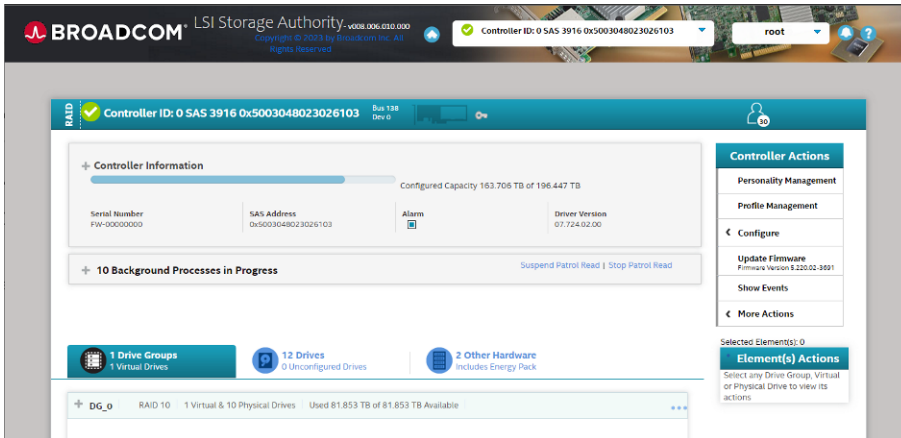 BROADCOM®
LSI Storage Authority-v008.006.010.000
Copyright © 2023 by Broadcom Inc. All
Rights Reserved
Controller ID: 0 SAS 3916 0x5003048023026103
root
?
RAID
Controller ID: 0 SAS 3916 0x5003048023026103
Bus 138
Dev 0
30
Controller Information
Configured Capacity 163.706 TB of 196.447 TB
Serial Number
FW-00000000
SAS Address
0x5003048023026103
Alarm
Driver Version
07.724.02.00
10 Background Processes in Progress
Suspend Patrol Read | Stop Patrol Read
Controller Actions
Personality Management
Profile Management
Configure
Update Firmware
Firmware Version 5.220.02-3691
Show Events
More Actions
Selected Element(s): 0
Element(s) Actions
Select any Drive Group, Virtual
or Physical Drive to view its
actions
1 Drive Groups
1 Virtual Drives
12 Drives
0 Unconfigured Drives
2 Other Hardware
Includes Energy Pack
DG_0
RAID 10
1 Virtual & 10 Physical Drives
Used 81.853 TB of 81.853 TB Available